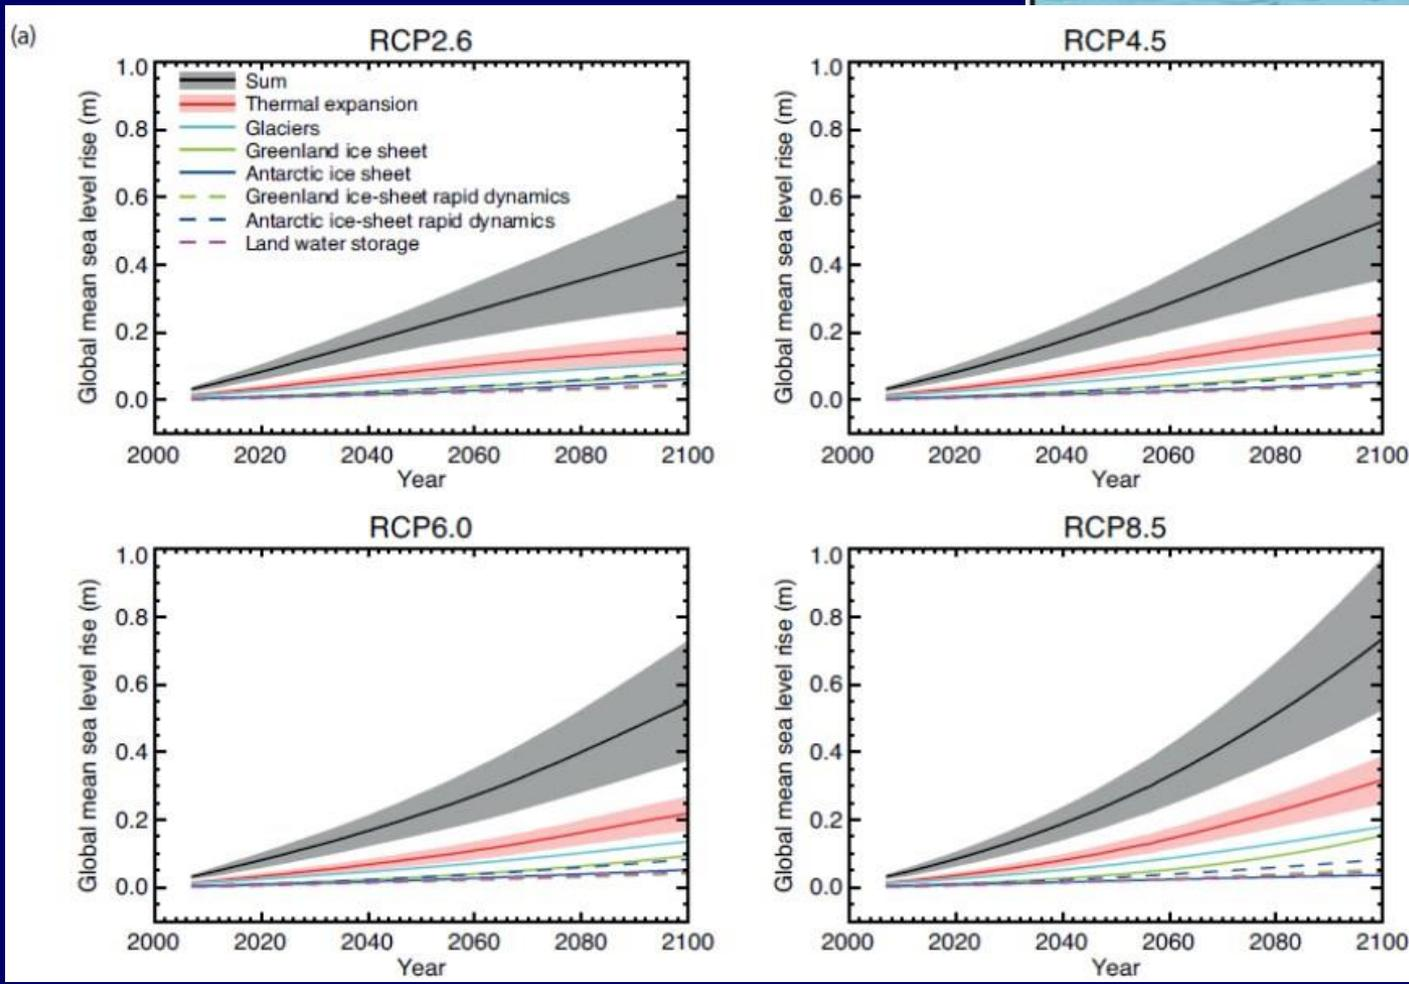 (a)
RCP2.6
Global mean sea level rise (m)
1.0
0.8
0.6
0.4
0.2
0.0
Sum
Thermal expansion
Glaciers
Greenland ice sheet
Antarctic ice sheet
Greenland ice-sheet rapid dynamics
Antarctic ice-sheet rapid dynamics
Land water storage
2000 2020 2040 2060 2080 2100
Year
RCP4.5
Global mean sea level rise (m)
1.0
0.8
0.6
0.4
0.2
0.0
2000 2020 2040 2060 2080 2100
Year
RCP6.0
Global mean sea level rise (m)
1.0
0.8
0.6
0.4
0.2
0.0
2000 2020 2040 2060 2080 2100
Year
RCP8.5
Global mean sea level rise (m)
1.0
0.8
0.6
0.4
0.2
0.0
2000 2020 2040 2060 2080 2100
Year